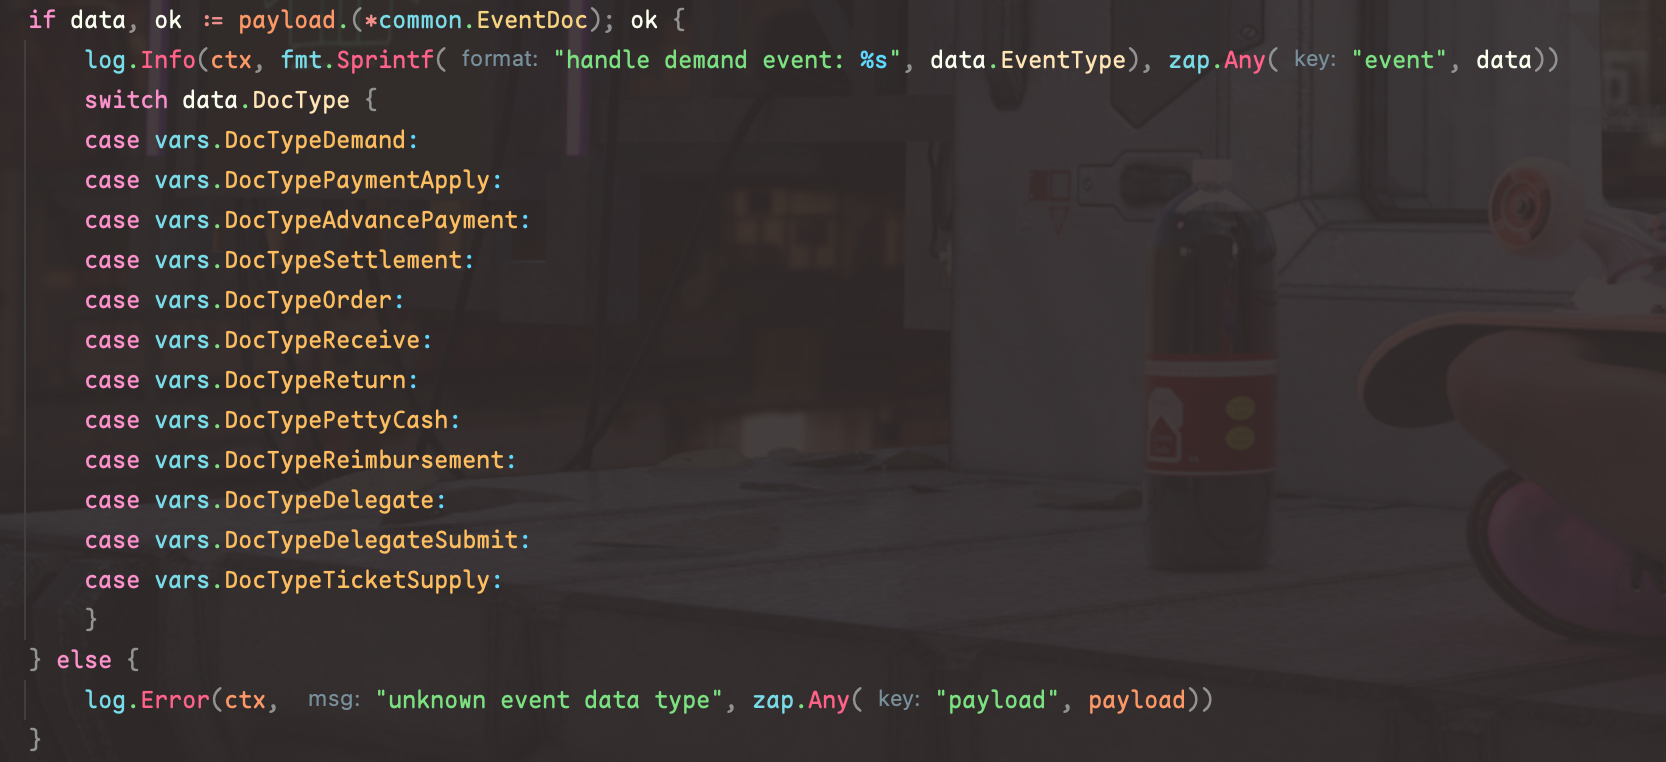 if data, ok := payload.(*common.EventDoc); ok {
log.Info(ctx, fmt.Sprintf( format: "handle demand event: %s", data.EventType), zap.Any( key: "event", data))
switch data.DocType {
case vars.DocTypeDemand:
case vars.DocTypePaymentApply:
case vars.DocTypeAdvancePayment:
case vars.DocTypeSettlement:
case vars.DocTypeOrder:
case vars.DocTypeReceive:
case vars.DocTypeReturn:
case vars.DocTypePettyCash:
case vars.DocTypeReimbursement:
case vars.DocTypeDelegate:
case vars.DocTypeDelegateSubmit:
case vars.DocTypeTicketSupply:
}
} else {
log.Error(ctx, msg: "unknown event data type", zap.Any( key: "payload", payload))
}